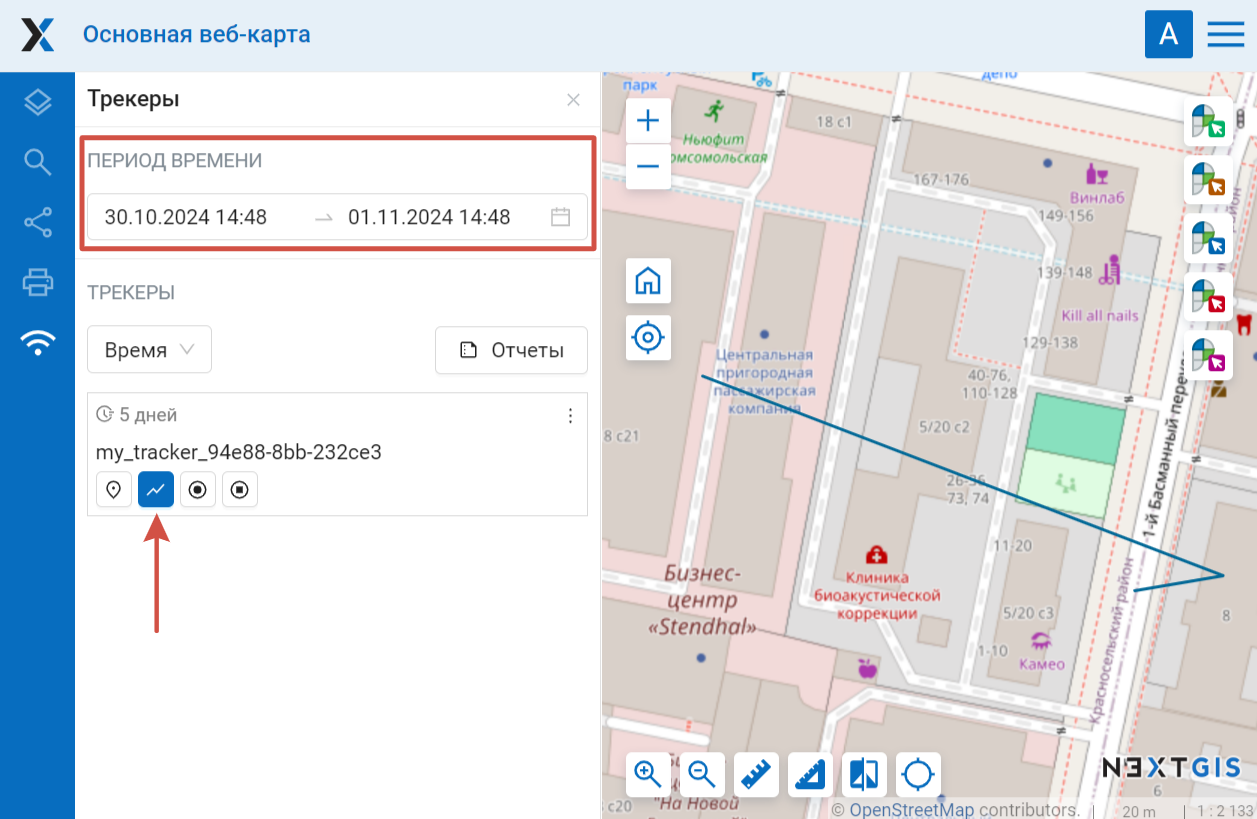 Основная веб-карта
A
Трекеры
ПЕРИОД ВРЕМЕНИ
30.10.2024 14:48
01.11.2024 14:48
ТРЕКЕРЫ
Время
Отчеты
5 дней
my_tracker_94e88-8bb-232ce3
парк
депо
18 с1
Ньюфит
167-176
Винлаб
149-156
139-148
Kill all nails
129-138
Центральная
пригородная
пассажирская
компания
40-76,
110-128
8 с21
5/20 с2
26-36
73, 74
1-й Басманный
11-20
Клиника
биоакустической
коррекции
Бизнес-
центр
«Stendhal»
5/20 с3
8
1-10
Камео
Красносельский район
NEXTGIS
6
с20
"На Новой
© OpenStreetMap contributors.
20 m
1 : 2 133